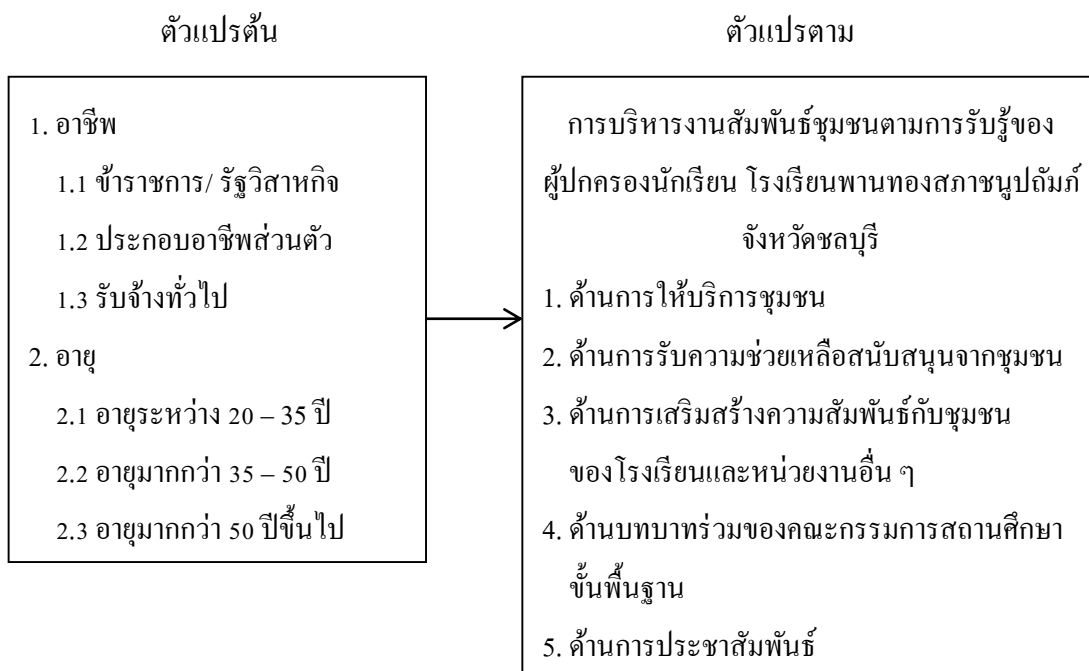 ตัวแปรต้น
ตัวแปรตาม
1. อาชีพ
1.1 ข้าราชการ/ รัฐวิสาหกิจ
1.2 ประกอบอาชีพส่วนตัว
1.3 รับจ้างทั่วไป
2. อายุ
2.1 อายุระหว่าง 20 – 35 ปี
2.2 อายุมากกว่า 35 – 50 ปี
2.3 อายุมากกว่า 50 ปีขึ้นไป
การบริหารงานสัมพันธ์ชุมชนตามการรับรู้ของ
ผู้ปกครองนักเรียน โรงเรียนพานทองสภาชนูปถัมภ์
จังหวัดชลบุรี
1. ด้านการให้บริการชุมชน
2. ด้านการรับความช่วยเหลือสนับสนุนจากชุมชน
3. ด้านการเสริมสร้างความสัมพันธ์กับชุมชน
ของโรงเรียนและหน่วยงานอื่น ๆ
4. ด้านบทบาทร่วมของคณะกรรมการสถานศึกษา
ขั้นพื้นฐาน
5. ด้านการประชาสัมพันธ์